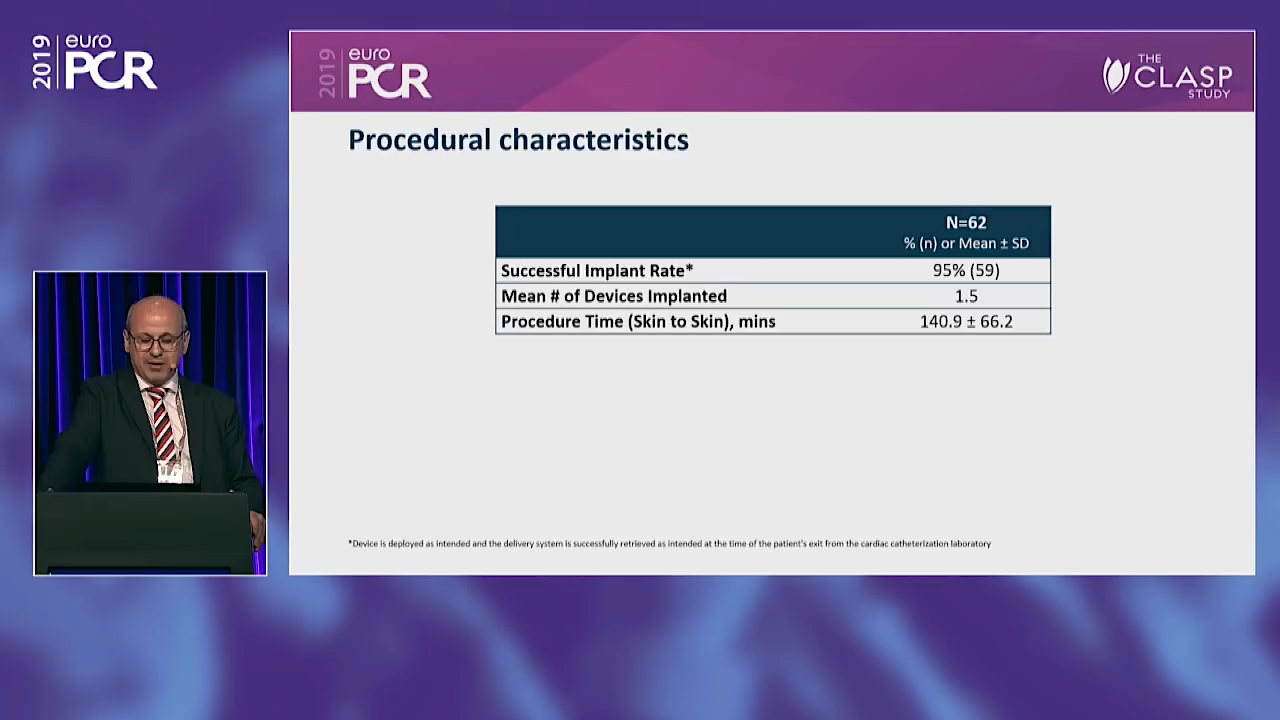 2019 euro PCR
2019 euro PCR
THE CLASP STUDY
Procedural characteristics
N=62
% (n) or Mean ± SD
Successful Implant Rate* 95% (59)
Mean # of Devices Implanted 1.5
Procedure Time (Skin to Skin), mins 140.9 ± 66.2
*Device is deployed as intended and the delivery system is successfully retrieved as intended at the time of the patient's exit from the cardiac catheterization laboratory